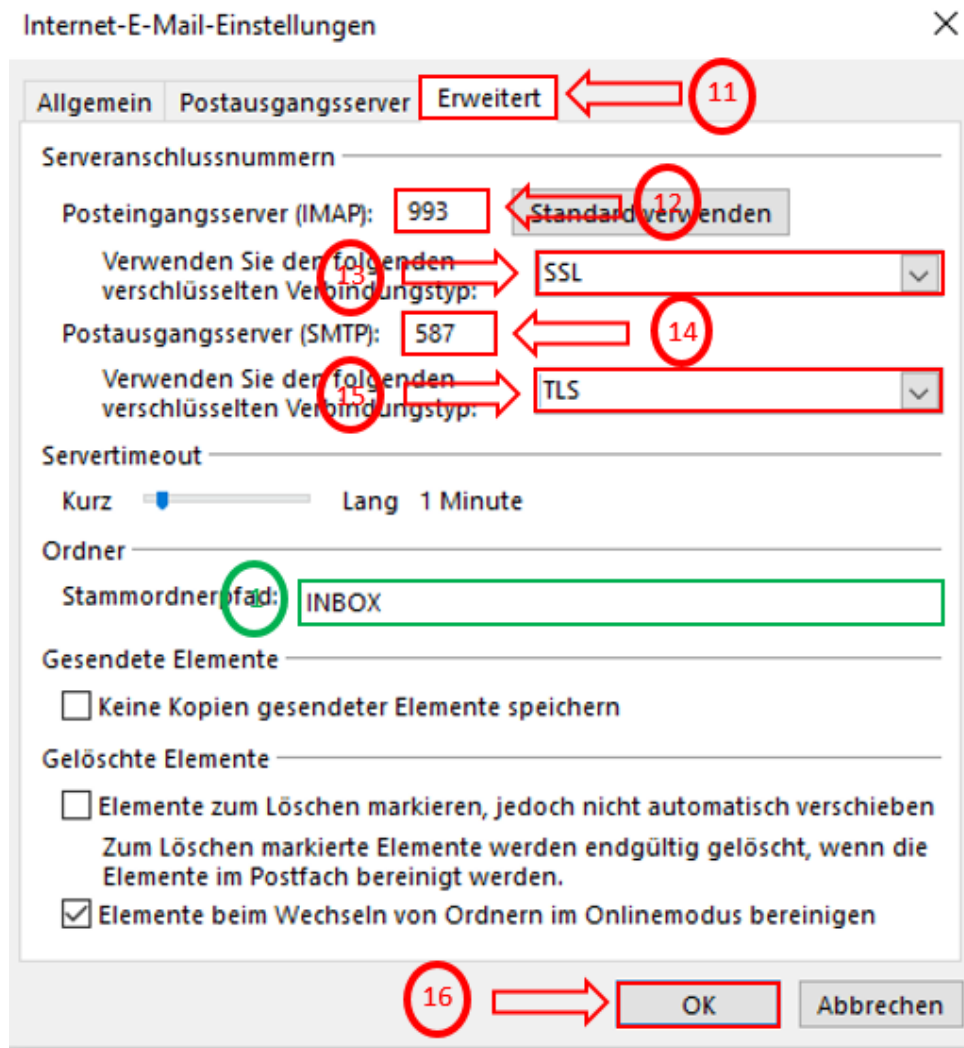 Internet-E-Mail-Einstellungen
Allgemein Postausgangsserver Erweitert 11
Serveranschlussnummern
Posteingangsserver (IMAP): 993 Standard verwenden 12
Verwenden Sie den folgenden
verschlüsselten Verbindungstyp: 13 SSL
Postausgangsserver (SMTP): 587 14
Verwenden Sie den folgenden
verschlüsselten Verbindungstyp: 15 TLS
Servertimeout
Kurz Lang 1 Minute
Ordner
Stammordnerpfad: 1 INBOX
Gesendete Elemente
Keine Kopien gesendeter Elemente speichern
Gelöschte Elemente
Elemente zum Löschen markieren, jedoch nicht automatisch verschieben
Zum Löschen markierte Elemente werden endgültig gelöscht, wenn die
Elemente im Postfach bereinigt werden.
Elemente beim Wechseln von Ordnern im Onlinemodus bereinigen
16 OK Abbrechen